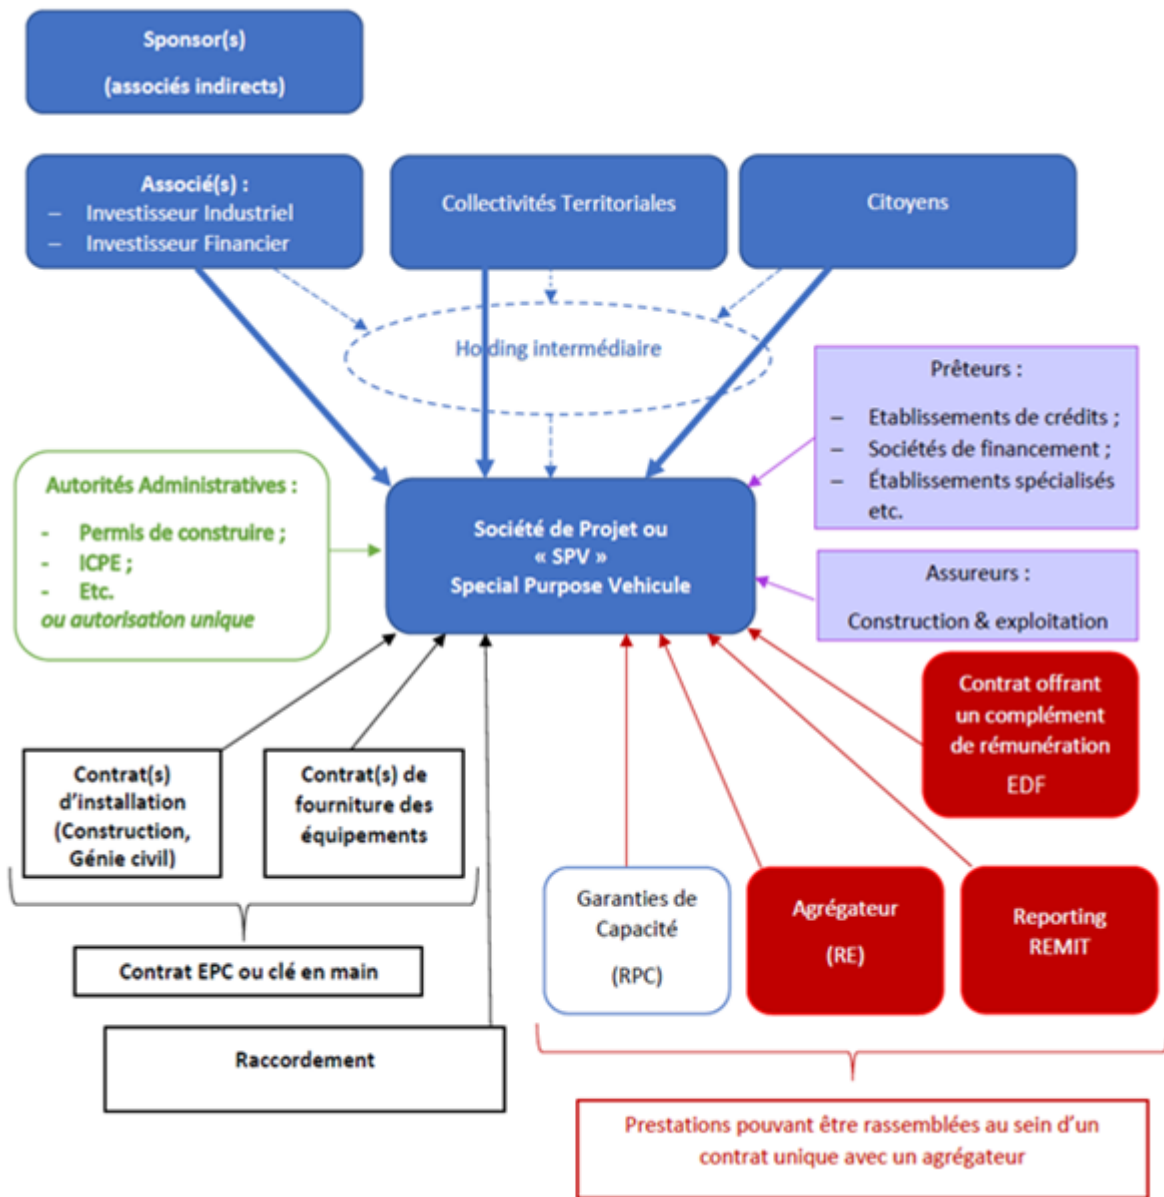 Sponsor(s)
(associés indirects)
Associé(s) :
– Investisseur Industriel
– Investisseur Financier
Collectivités Territoriales
Citoyens
Holding intermédiaire
Prêteurs :
– Etablissements de crédits ;
– Sociétés de financement ;
– Établissements spécialisés
etc.
Autorités Administratives :
- Permis de construire ;
- ICPE ;
- Etc.
ou autorisation unique
Société de Projet ou
« SPV »
Special Purpose Vehicule
Assureurs :
Construction & exploitation
Contrat offrant
un complément
de rémunération
EDF
Contrat(s)
d’installation
(Construction,
Génie civil)
Contrat(s) de
fourniture des
équipements
Garanties de
Capacité
(RPC)
Agrégateur
(RE)
Reporting
REMIT
Contrat EPC ou clé en main
Raccordement
Prestations pouvant être rassemblées au sein d’un
contrat unique avec un agrégateur